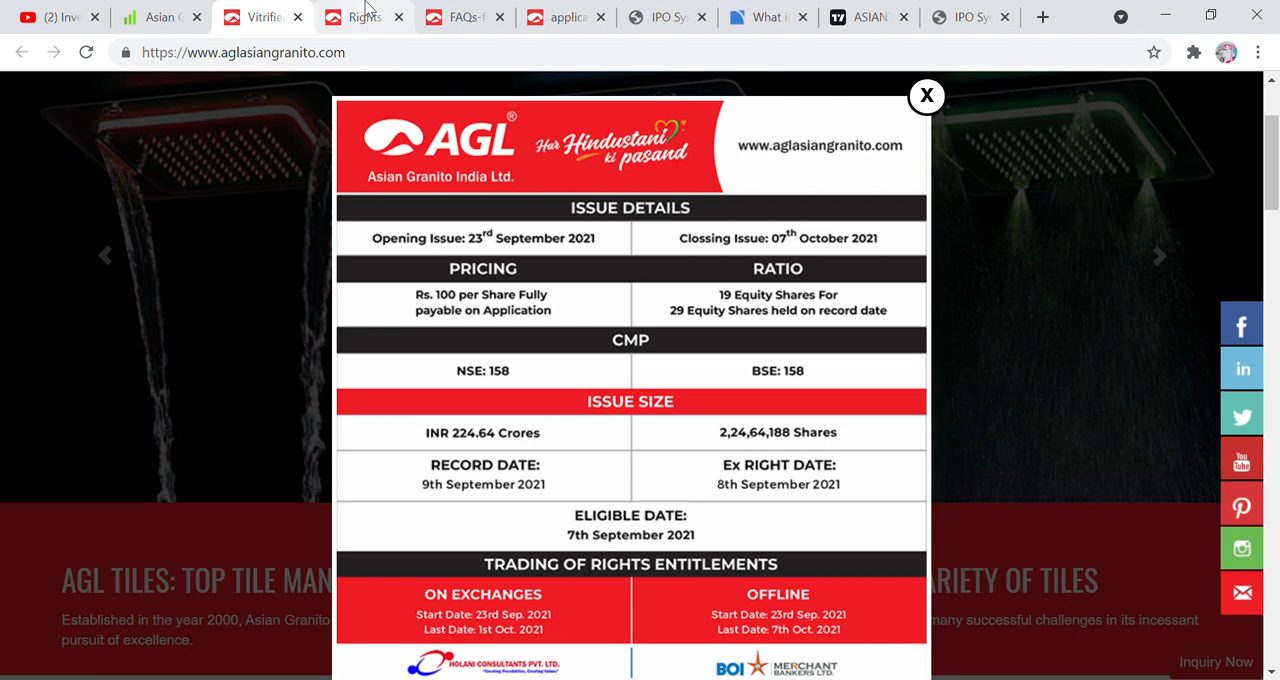 (2) Inve
Asian G
Vitrifie
Rights
FAQs-f
applica
IPO Sy
What i
ASIAN
IPO Sy
https://www.aglasiangranito.com
X
AGL®
Asian Granito India Ltd.
Har Hindustani
ki pasand
www.aglasiangranito.com
ISSUE DETAILS
Opening Issue: 23rd September 2021
Clossing Issue: 07th October 2021
PRICING
RATIO
Rs. 100 per Share Fully
payable on Application
19 Equity Shares For
29 Equity Shares held on record date
CMP
NSE: 158
BSE: 158
ISSUE SIZE
INR 224.64 Crores
2,24,64,188 Shares
RECORD DATE:
9th September 2021
Ex RIGHT DATE:
8th September 2021
ELIGIBLE DATE:
7th September 2021
TRADING OF RIGHTS ENTITLEMENTS
ON EXCHANGES
Start Date: 23rd Sep. 2021
Last Date: 1st Oct. 2021
OFFLINE
Start Date: 23rd Sep. 2021
Last Date: 7th Oct. 2021
HOLANI CONSULTANTS PVT. LTD.
"Creating Possibilities, Creating Values"
BOI MERCHANT
BANKERS LTD.
AGL TILES: TOP TILE MAN
ARIETY OF TILES
Established in the year 2000, Asian Granito
many successful challenges in its incessant
pursuit of excellence.
You
Tube
Inquiry Now